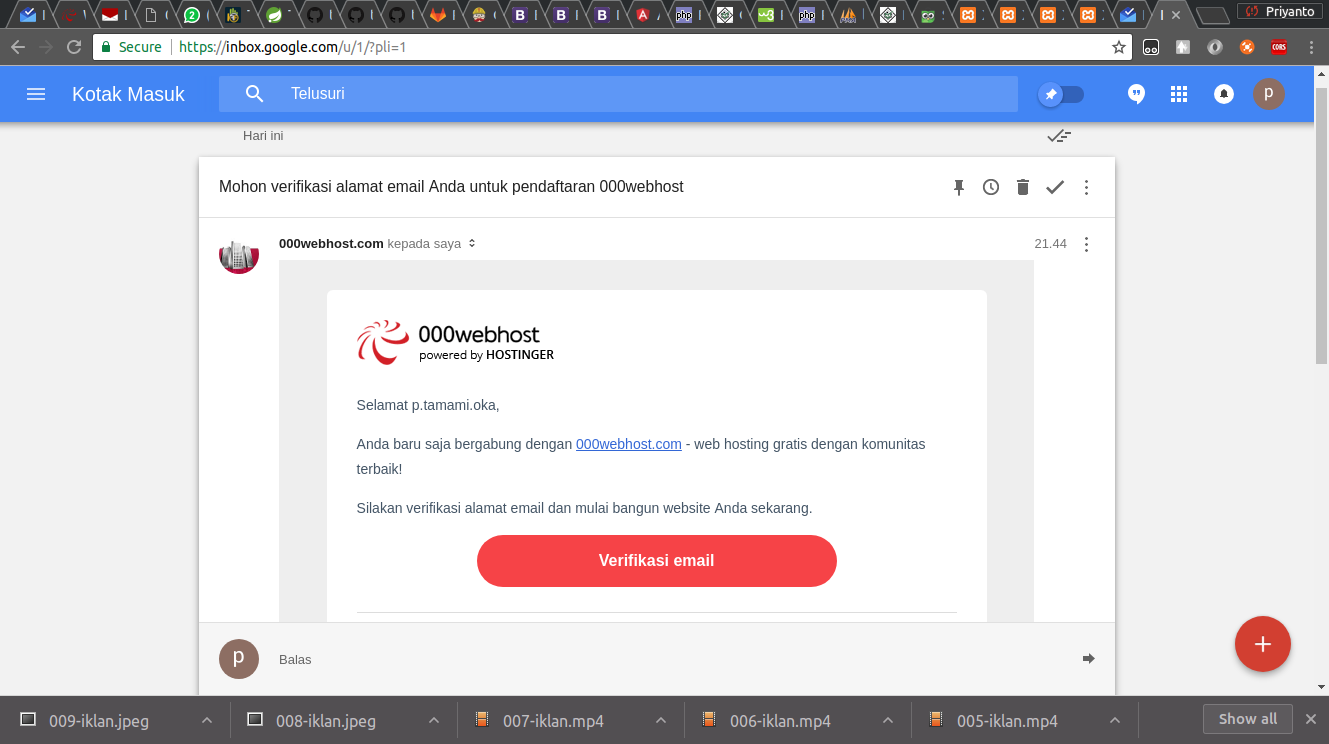 Priyanto
Secure
https://inbox.google.com/u/1/?pli=1
CORS
Kotak Masuk
Telusuri
p
Hari ini
Mohon verifikasi alamat email Anda untuk pendaftaran 000webhost
000webhost.com kepada saya
21.44
000webhost
powered by HOSTINGER
Selamat p.tamami.oka,
Anda baru saja bergabung dengan 000webhost.com - web hosting gratis dengan komunitas
terbaik!
Silakan verifikasi alamat email dan mulai bangun website Anda sekarang.
Verifikasi email
p
Balas
009-iklan.jpeg
008-iklan.jpeg
007-iklan.mp4
006-iklan.mp4
005-iklan.mp4
Show all